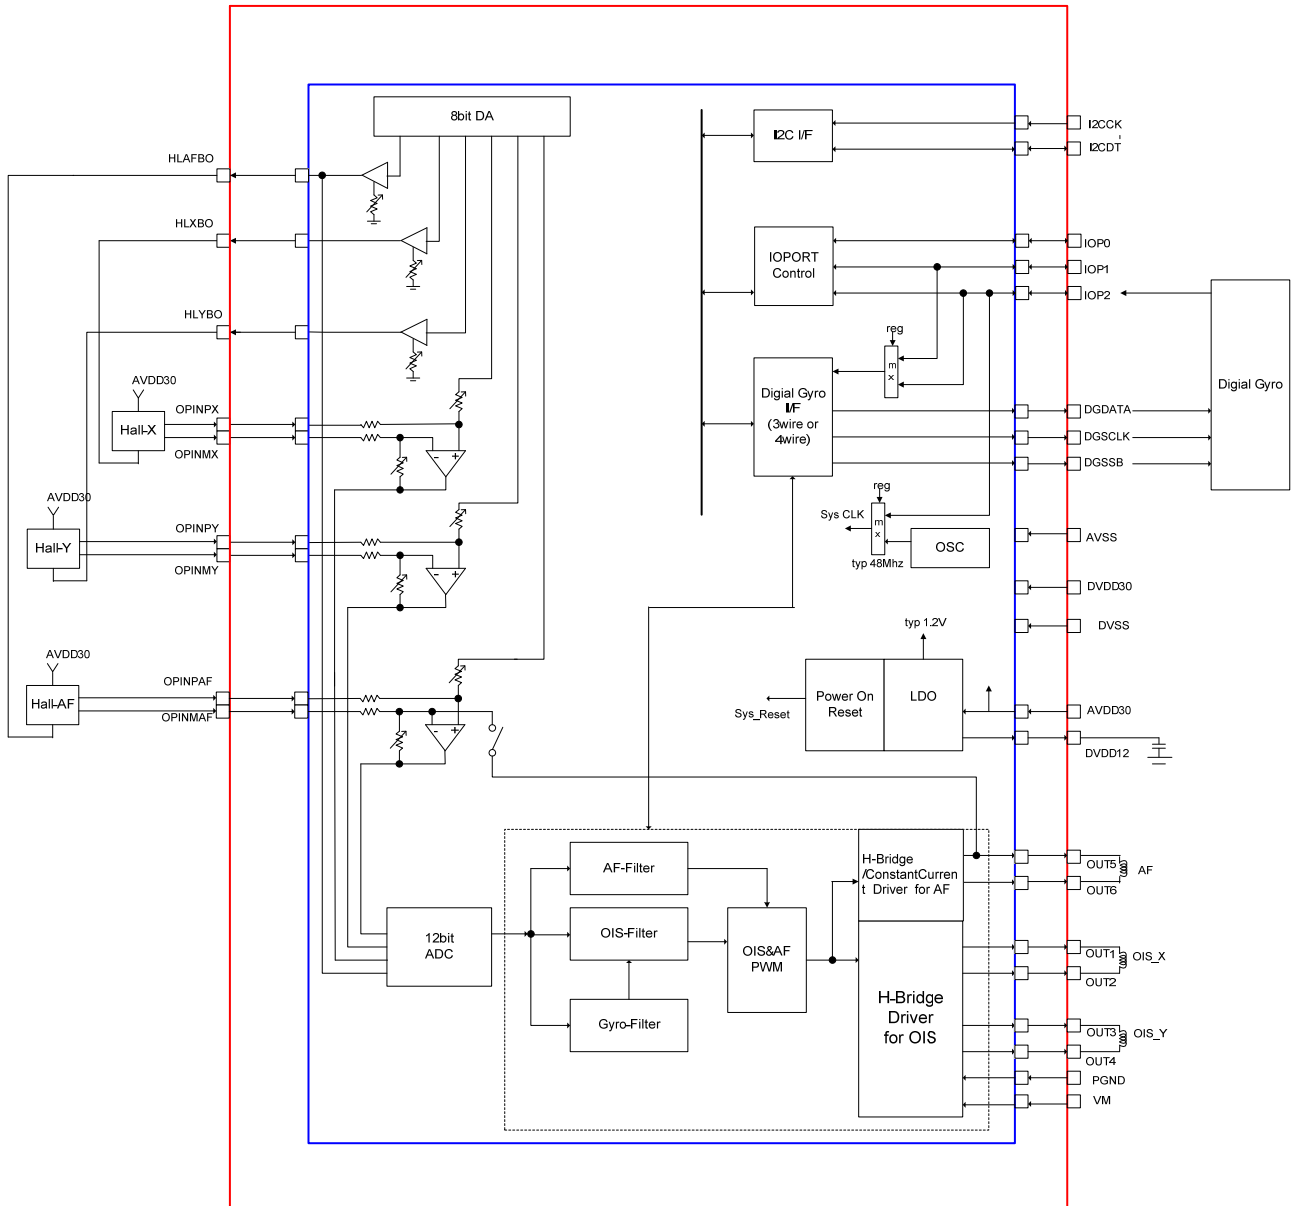 8bit DA
HLAFBO
HLXBO
HLYBO
AVDD30
OPINPX
Hall-X
OPINMX
AVDD30
OPINPY
Hall-Y
OPINMY
AVDD30
OPINPAF
Hall-AF
OPINMAF
I2C I/F
I2CCK
I2CDT
IOPORT
Control
IOP0
IOP1
IOP2
reg
m
x
Digial Gyro
I/F
(3wire or
4wire)
Digial Gyro
DGDATA
DGSCLK
DGSSB
reg
Sys CLK
m
x
typ 48Mhz
OSC
AVSS
DVDD30
DVSS
typ 1.2V
Power On
Reset
LDO
Sys_Reset
AVDD30
DVDD12
12bit
ADC
AF-Filter
OIS-Filter
Gyro-Filter
OIS&AF
PWM
H-Bridge
/ConstantCurren
t Driver for AF
H-Bridge
Driver
for OIS
OUT5
AF
OUT6
OUT1
OIS_X
OUT2
OUT3
OIS_Y
OUT4
PGND
VM